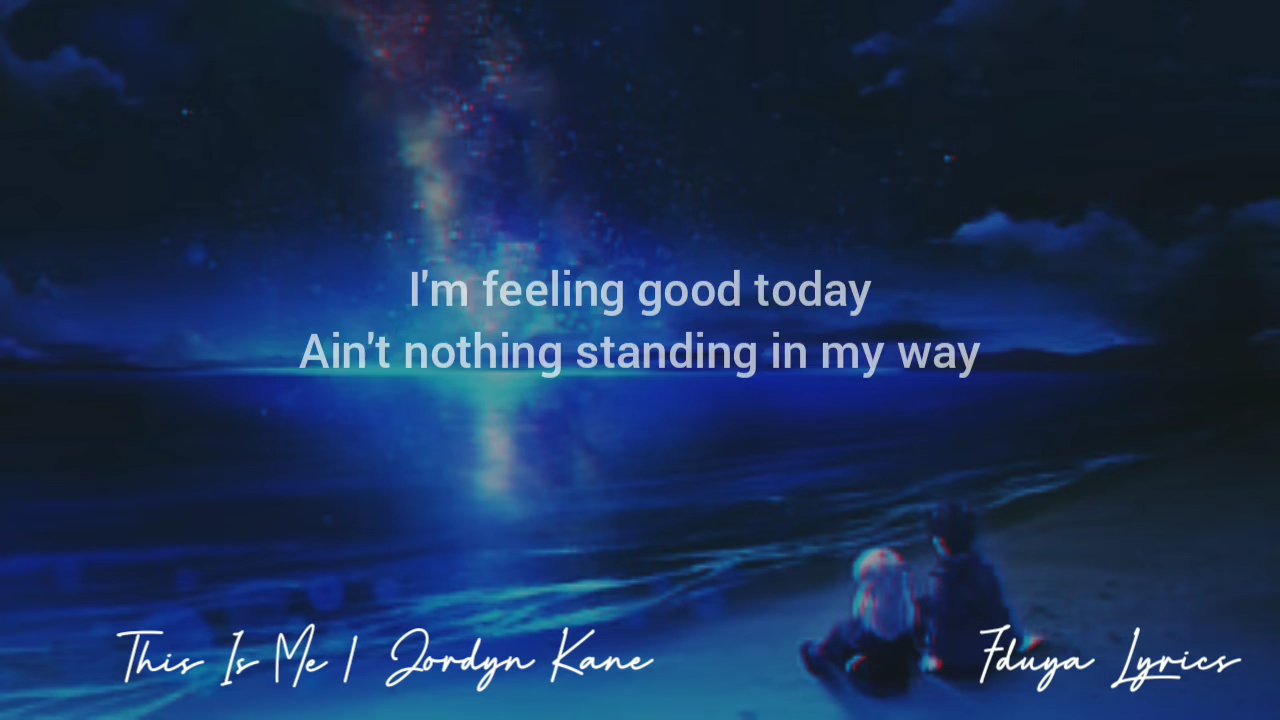 I'm feeling good today
Ain't nothing standing in my way
This Is Me | Jordyn Kane
Fduya Lyrics